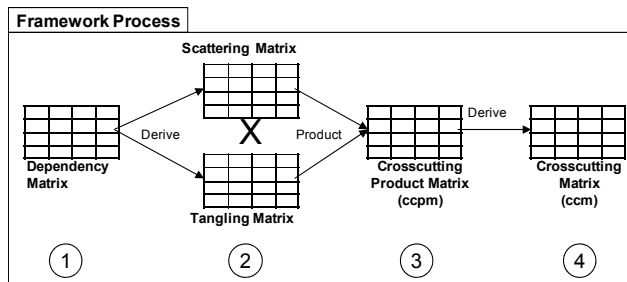 Framework Process
Scattering Matrix
Derive
X
Product
Derive
Dependency
Matrix
Tangling Matrix
Crosscutting
Product Matrix
(ccpm)
Crosscutting
Matrix
(ccm)
1
2
3
4